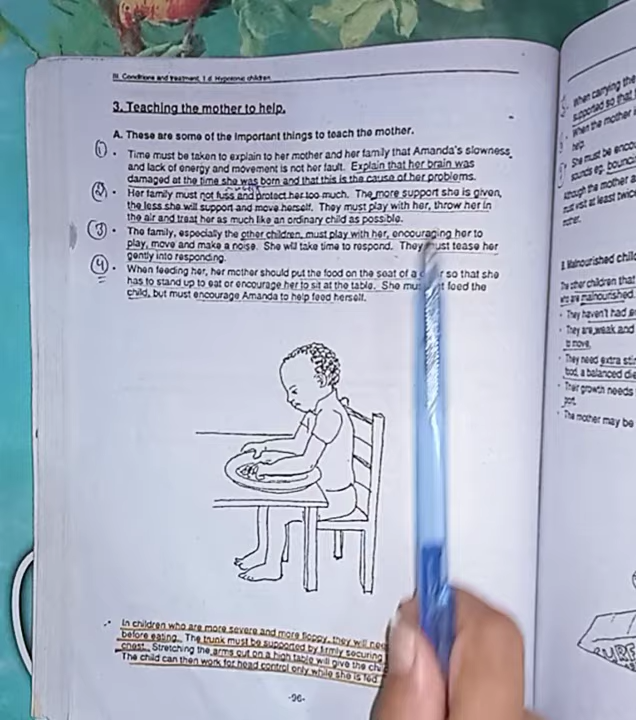 III. Conditions and treatment, 1.d Hypotonic children
3. Teaching the mother to help.
A. These are some of the important things to teach the mother.
① · Time must be taken to explain to her mother and her family that Amanda's slowness
and lack of energy and movement is not her fault. Explain that her brain was
damaged at the time she was born and that this is the cause of her problems.
② · Her family must not fuss and protect her too much. The more support she is given,
the less she will support and move herself. They must play with her, throw her in
the air and treat her as much like an ordinary child as possible.
③ · The family, especially the other children, must play with her, encouraging her to
play, move and make a noise. She will take time to respond. They must tease her
gently into responding.
④ · When feeding her, her mother should put the food on the seat of a so that she
has to stand up to eat or encourage her to sit at the table. She feed the
child, but must encourage Amanda to help feed herself.
· In children who are more severe and more floppy, they will
before eating. The trunk must be supported by firmly securing
chest. Stretching the arms out on a high table will give the
The child can then work for head control only while she is fed
-96-
When carrying the
supported so that
When the mother
help.
She must be
sounds eg.
although the mother
must visit at least twice
mother.
B. Malnourished
The other children that
who are malnourished
· They haven't had
· They are weak and
to move.
· They need extra
food, a balanced
· Their growth needs
port.
· The mother may be